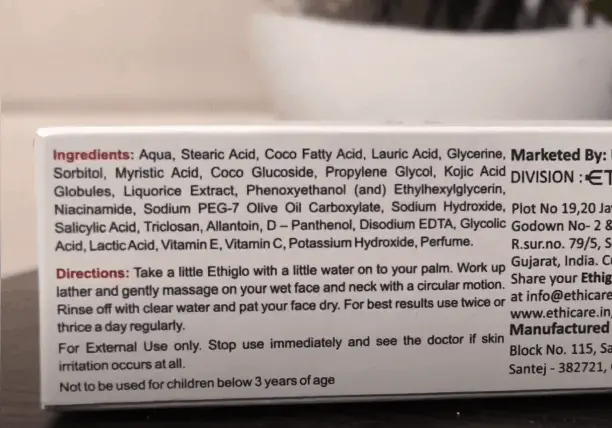 Ingredients: Aqua, Stearic Acid, Coco Fatty Acid, Lauric Acid, Glycerine,
Sorbitol, Myristic Acid, Coco Glucoside, Propylene Glycol, Kojic Acid
Globules, Liquorice Extract, Phenoxyethanol (and) Ethylhexylglycerin,
Niacinamide, Sodium PEG-7 Olive Oil Carboxylate, Sodium Hydroxide,
Salicylic Acid, Triclosan, Allantoin, D – Panthenol, Disodium EDTA, Glycolic
Acid, Lactic Acid, Vitamin E, Vitamin C, Potassium Hydroxide, Perfume.
Directions: Take a little Ethiglo with a little water on to your palm. Work up
lather and gently massage on your wet face and neck with a circular motion.
Rinse off with clear water and pat your face dry. For best results use twice or
thrice a day regularly.
For External Use only. Stop use immediately and see the doctor if skin
irritation occurs at all.
Not to be used for children below 3 years of age
Marketed By:
DIVISION :
Plot No 19,20
Godown No- 2 &
R.sur.no. 79/5,
Gujarat, India.
Share your Ethig
at info@ethicare
www.ethicare.in,
Manufactured
Block No. 115,
Santej - 382721,